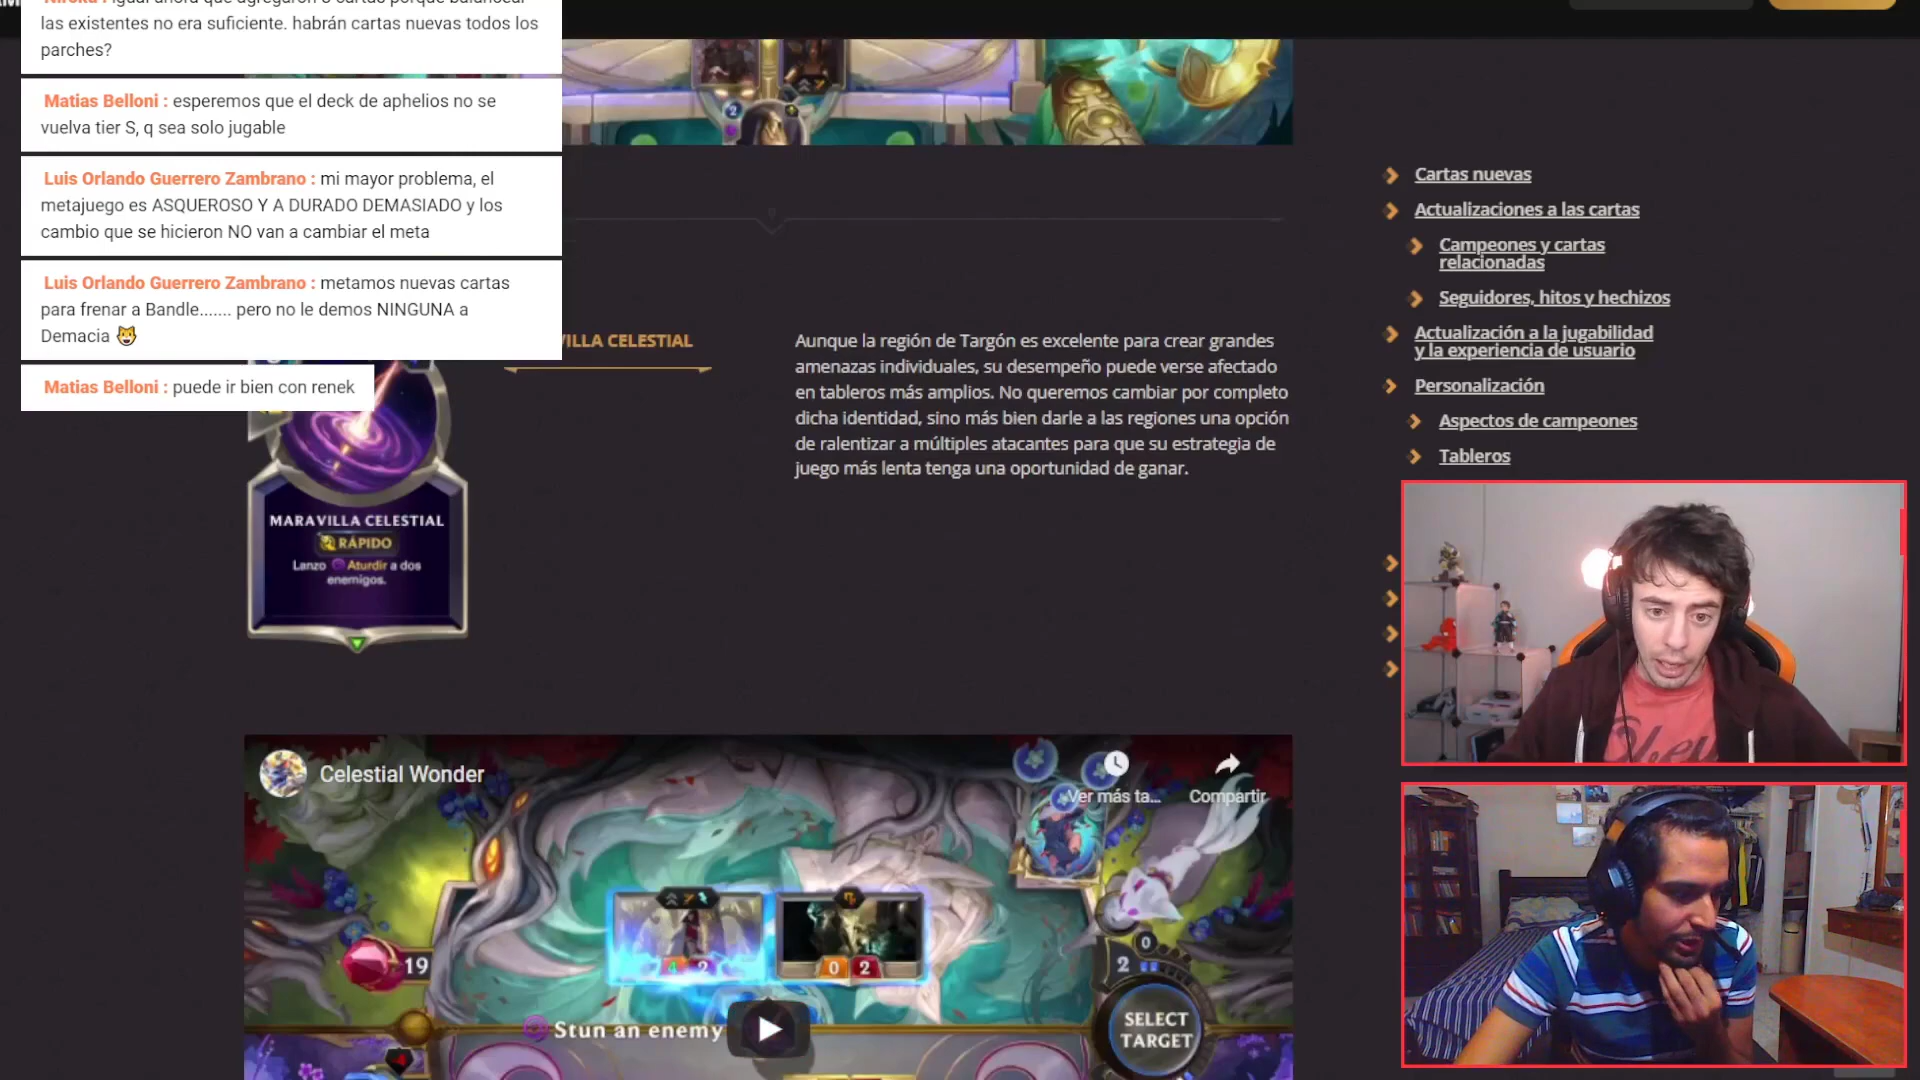 las existentes no era suficiente. habrán cartas nuevas todos los
parches?
Matias Belloni : esperemos que el deck de aphelios no se
vuelva tier S, q sea solo jugable
Luis Orlando Guerrero Zambrano : mi mayor problema, el
metajuego es ASQUEROSO Y A DURADO DEMASIADO y los
cambio que se hicieron NO van a cambiar el meta
Luis Orlando Guerrero Zambrano : metamos nuevas cartas
para frenar a Bandle....... pero no le demos NINGUNA a
Demacia
Matias Belloni : puede ir bien con renek
VILLA CELESTIAL
Aunque la región de Targón es excelente para crear grandes
amenazas individuales, su desempeño puede verse afectado
en tableros más amplios. No queremos cambiar por completo
dicha identidad, sino más bien darle a las regiones una opción
de ralentizar a múltiples atacantes para que su estrategia de
juego más lenta tenga una oportunidad de ganar.
MARAVILLA CELESTIAL
RÁPIDO
Lanzo Aturdir a dos
enemigos.
Cartas nuevas
Actualizaciones a las cartas
Campeones y cartas
relacionadas
Seguidores, hitos y hechizos
Actualización a la jugabilidad
y la experiencia de usuario
Personalización
Aspectos de campeones
Tableros
Celestial Wonder
Ver más ta...
Compartir
19
4 2
0 2
0
2
Stun an enemy
SELECT
TARGET
2